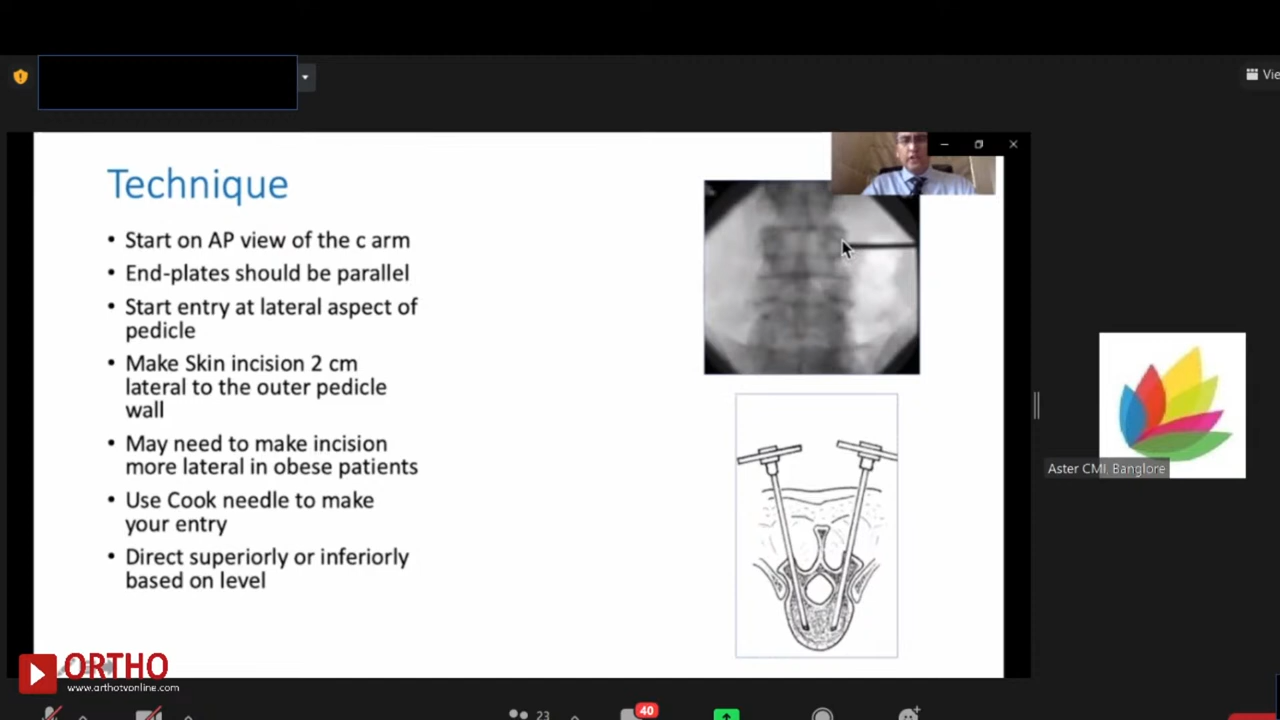 Vie
Technique
• Start on AP view of the c arm
• End-plates should be parallel
• Start entry at lateral aspect of
pedicle
• Make Skin incision 2 cm
lateral to the outer pedicle
wall
• May need to make incision
more lateral in obese patients
• Use Cook needle to make
your entry
• Direct superiorly or inferiorly
based on level
Aster CMI, Banglore
ORTHO
www.orthotvonline.com
23
40